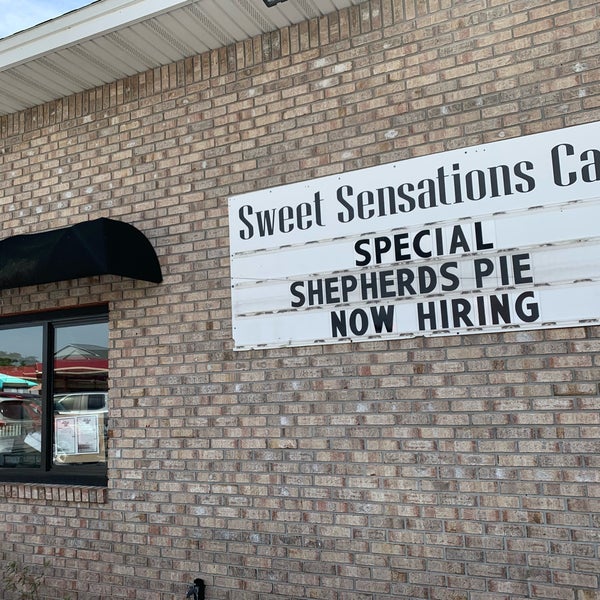 Sweet Sensations Ca
SPECIAL
SHEPHERDS PIE
NOW HIRING